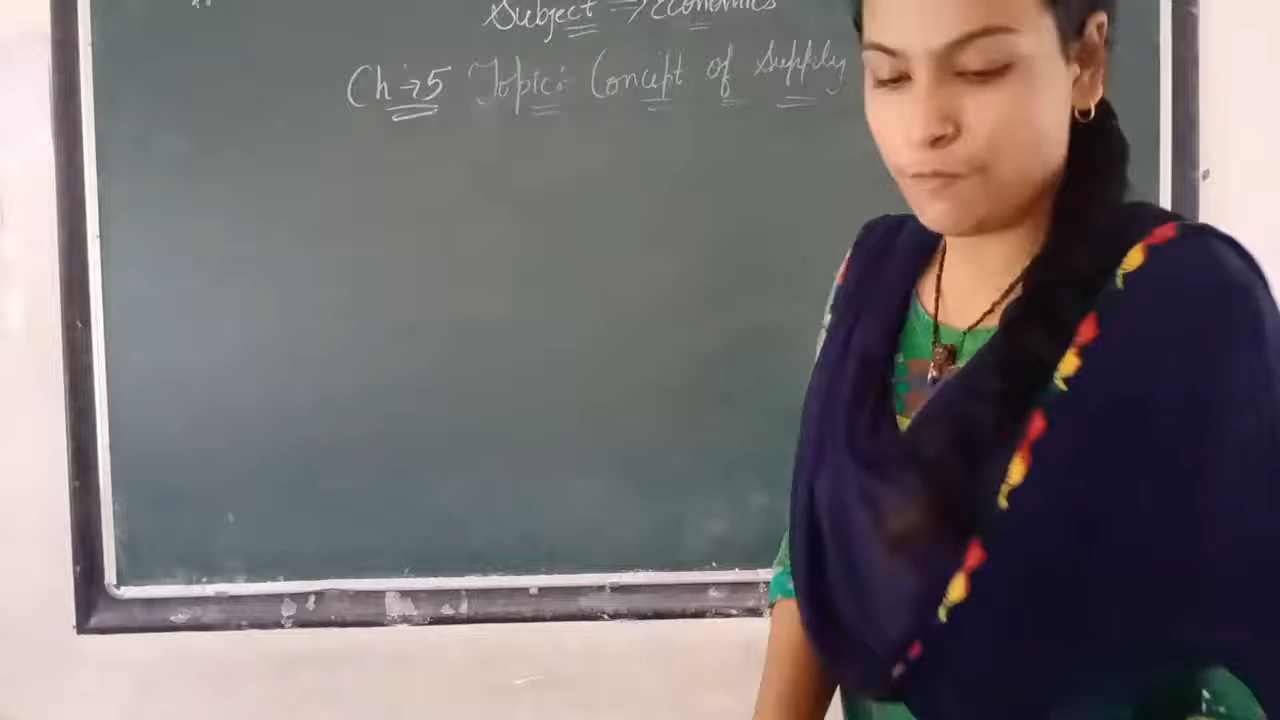 Subject → Economics
Ch → 5 Topic:- Concept of Supply